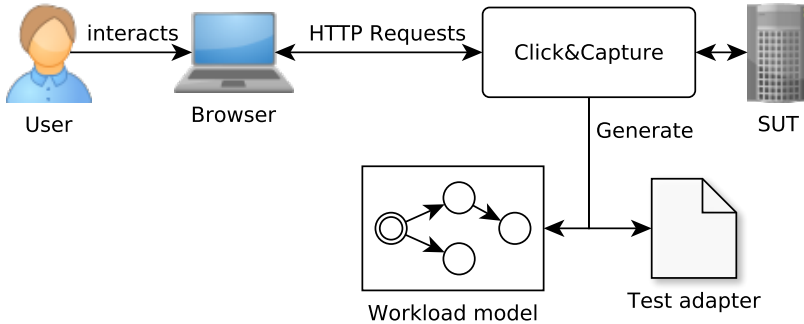 interacts
HTTP Requests
Click&Capture
User
Browser
SUT
Generate
Workload model
Test adapter